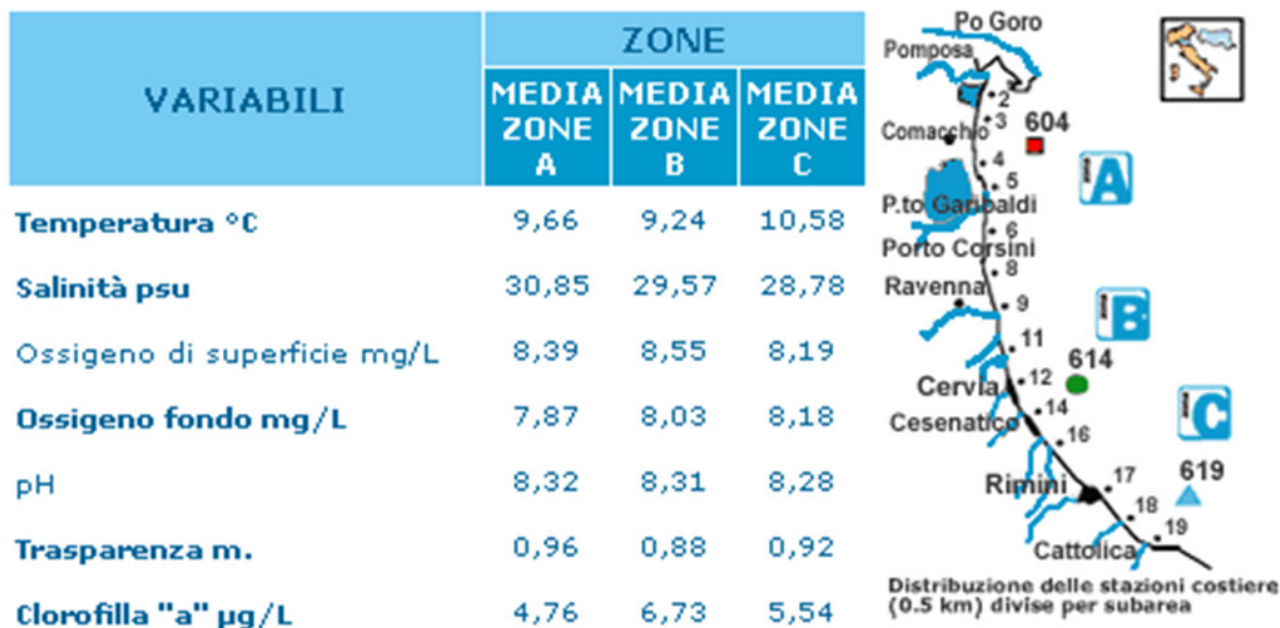 VARIABILI
ZONE
MEDIA ZONE A
MEDIA ZONE B
MEDIA ZONE C
Temperatura °C 9,66 9,24 10,58
Salinità psu 30,85 29,57 28,78
Ossigeno di superficie mg/L 8,39 8,55 8,19
Ossigeno fondo mg/L 7,87 8,03 8,18
pH 8,32 8,31 8,28
Trasparenza m. 0,96 0,88 0,92
Clorofilla "a" µg/L 4,76 6,73 5,54
Po Goro
Pomposa
2
3
604
Comacchio
4
A
5
P.to Garibaldi
6
Porto Corsini
8
Ravenna
9
B
11
614
Cervia
12
14
C
Cesenatico
16
619
Rimini
17
18
19
Cattolica
Distribuzione delle stazioni costiere
(0.5 km) divise per subarea